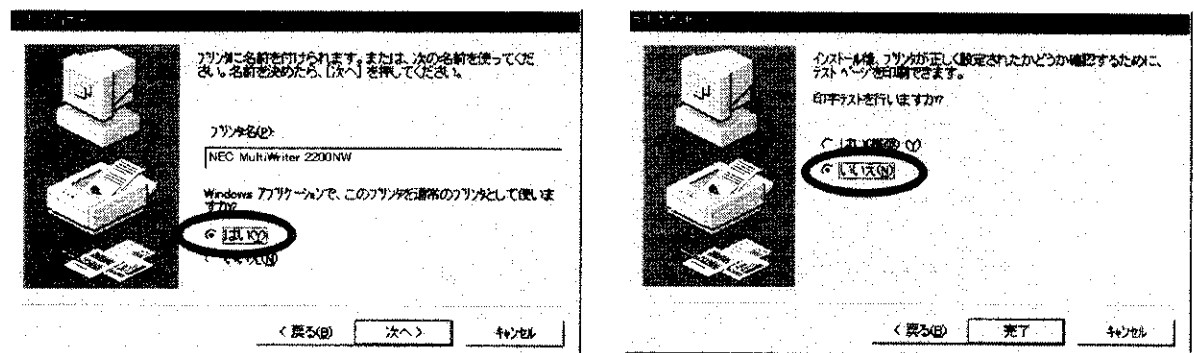 プリンタに名前を付けられます。または、次の名前を使ってくだ
さい。名前を決めたら、[次へ] を押してください。
プリンタ名(P):
NEC MultiWriter 2200NW
Windows アプリケーションで、このプリンタを通常のプリンタとして使いま
すか?
はい(Y)
いいえ(N)
< 戻る(B)
次へ >
キャンセル
インストール後、プリンタが正しく設定されたかどうか確認するために、
テスト ページを印刷できます。
印字テストを行いますか?
はい(推奨)(Y)
いいえ(N)
< 戻る(B)
完了
キャンセル